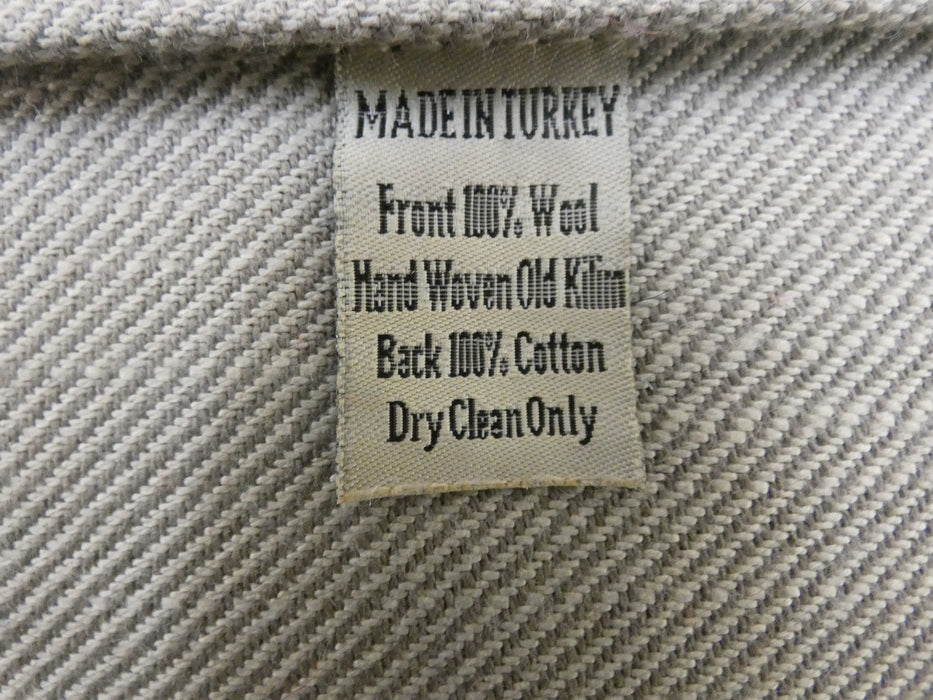 MADE IN TURKEY
Front 100% Wool
Hand Woven Old Kilim
Back 100% Cotton
Dry Clean Only